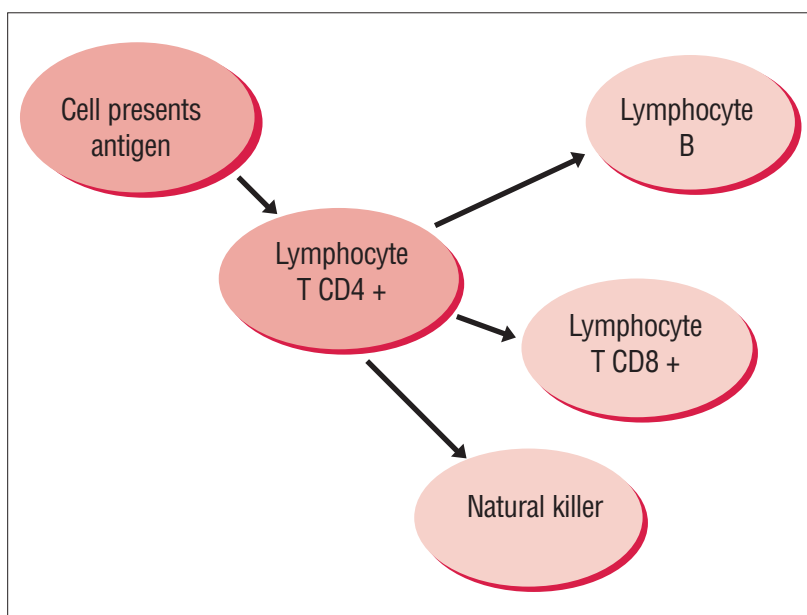 Cell presents
antigen
Lymphocyte
B
Lymphocyte
T CD4 +
Lymphocyte
T CD8 +
Natural killer